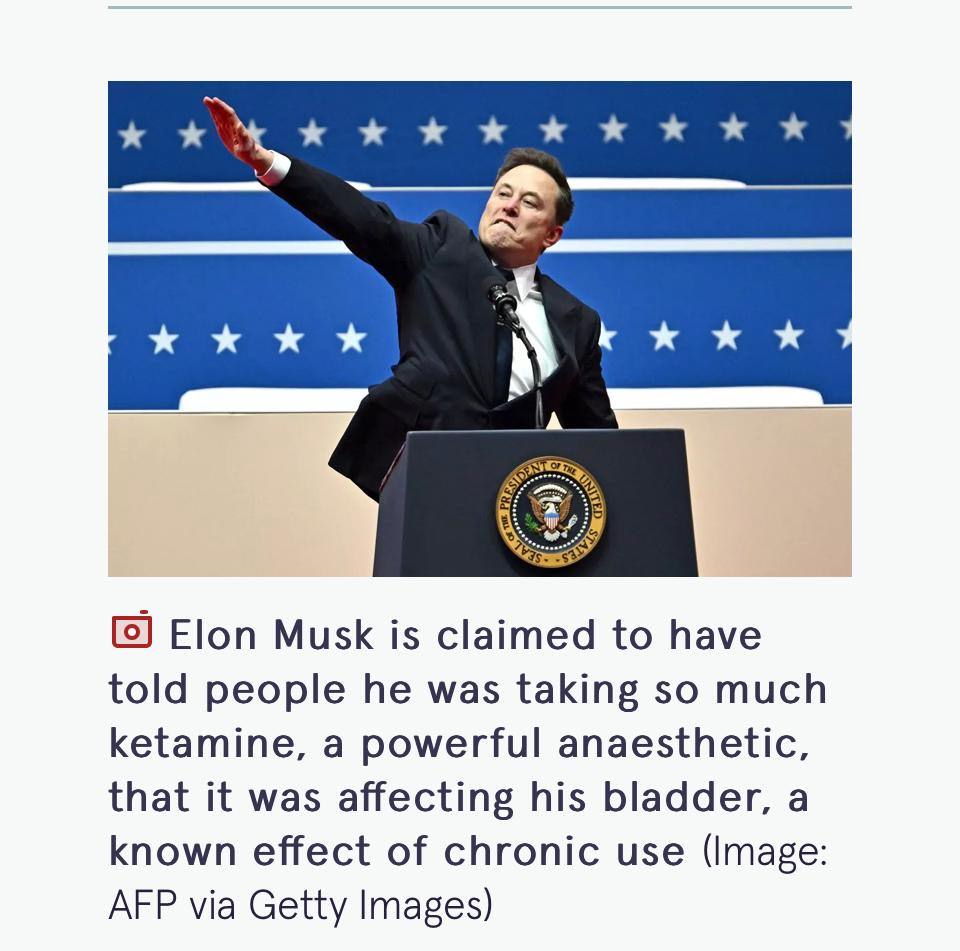 SEAL OF THE PRESIDENT OF THE UNITED STATES
Elon Musk is claimed to have
told people he was taking so much
ketamine, a powerful anaesthetic,
that it was affecting his bladder, a
known effect of chronic use (Image:
AFP via Getty Images)